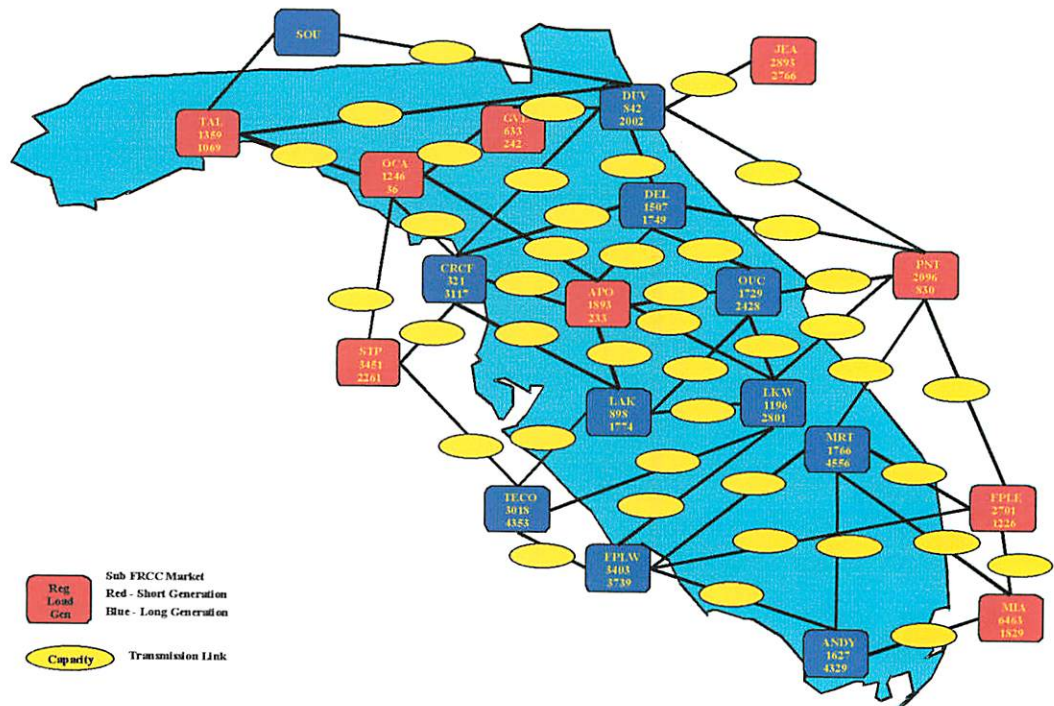 SOU
JEA
2893
2766
DUV
842
2002
TAL
1359
1069
GVL
633
242
OCA
1246
36
DEL
1507
1749
CRCF
321
3117
APO
1893
233
OUC
1729
2428
PNT
2096
830
STP
3451
2261
LAK
898
1774
LKW
1196
2801
MRT
1766
4556
TECO
3018
4353
FPLE
2701
1226
FPLW
3403
3739
MIA
6463
1829
ANDY
1627
4329
Reg
Load
Gen
Sub FRCC Market
Red - Short Generation
Blue - Long Generation
Capacity
Transmission Link